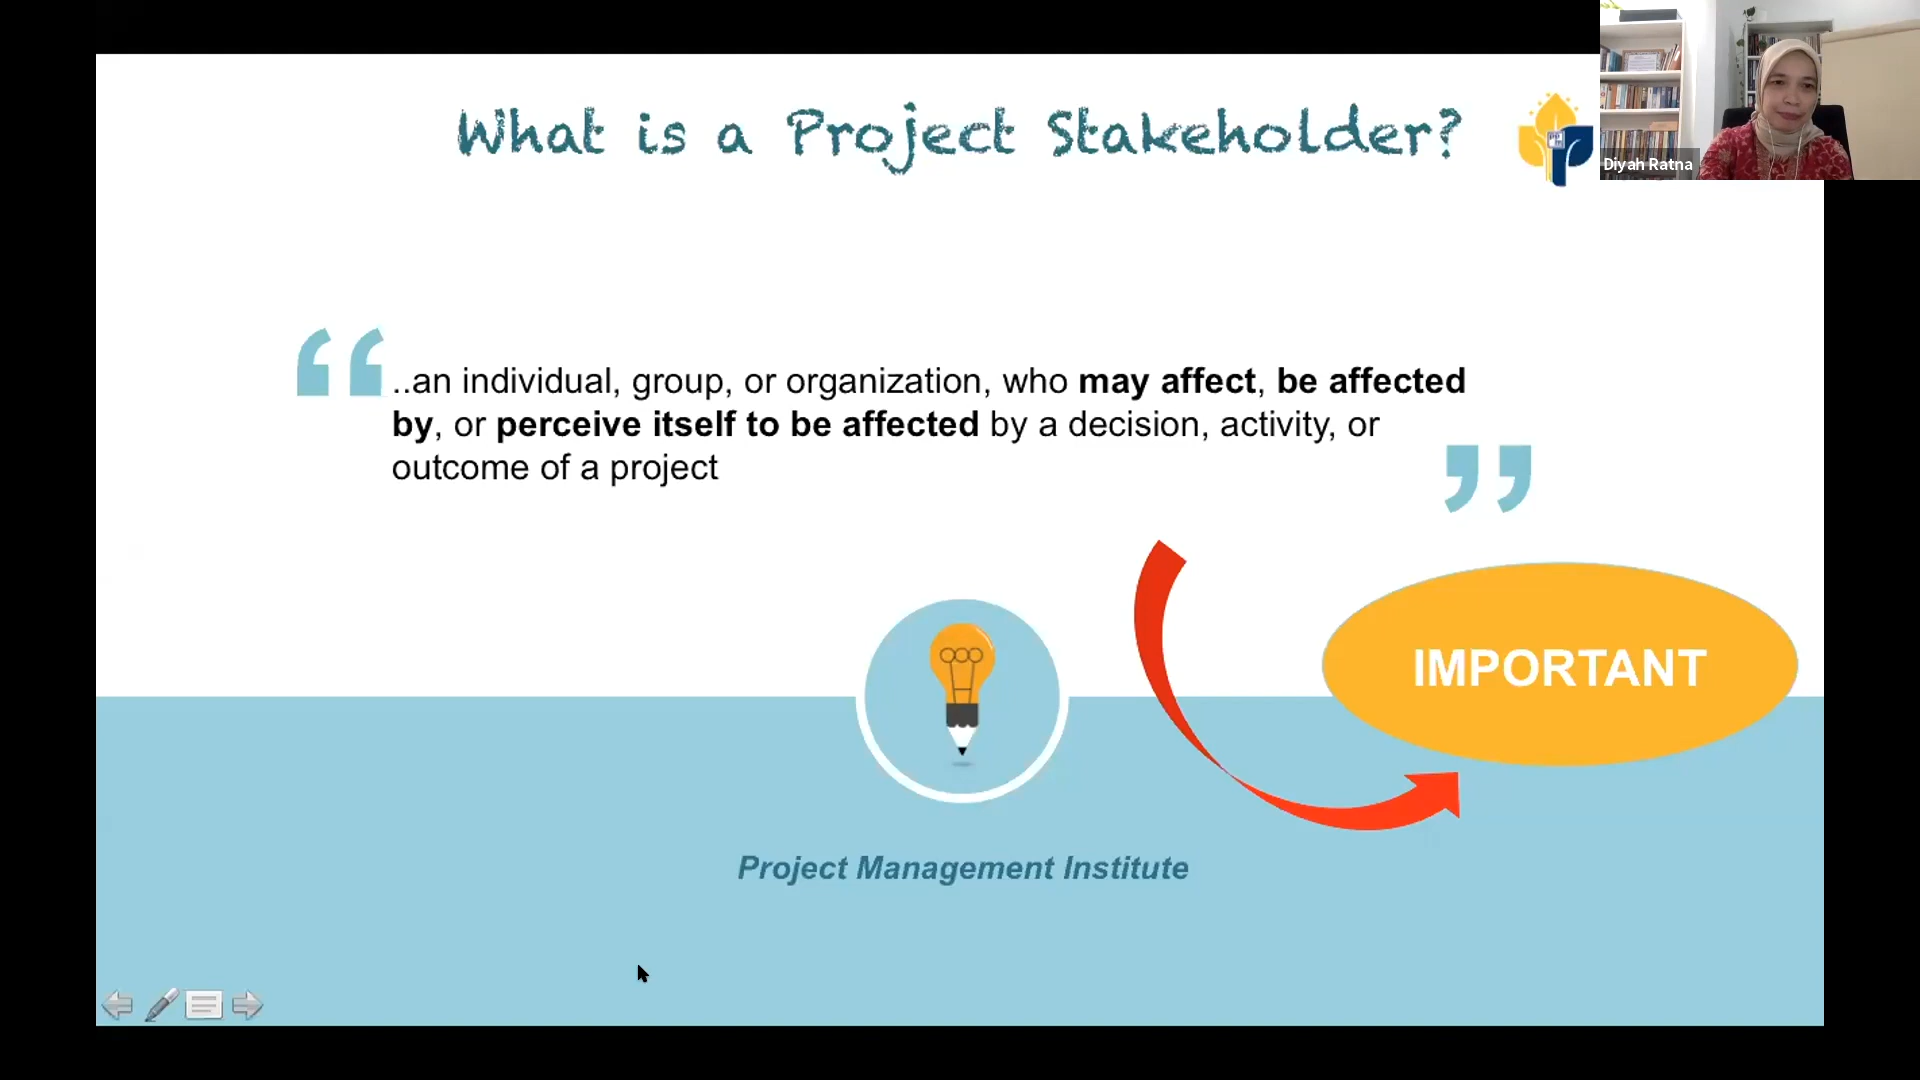 What is a Project Stakeholder?
Diyah Ratna
“ ..an individual, group, or organization, who may affect, be affected
by, or perceive itself to be affected by a decision, activity, or
outcome of a project ”
IMPORTANT
Project Management Institute